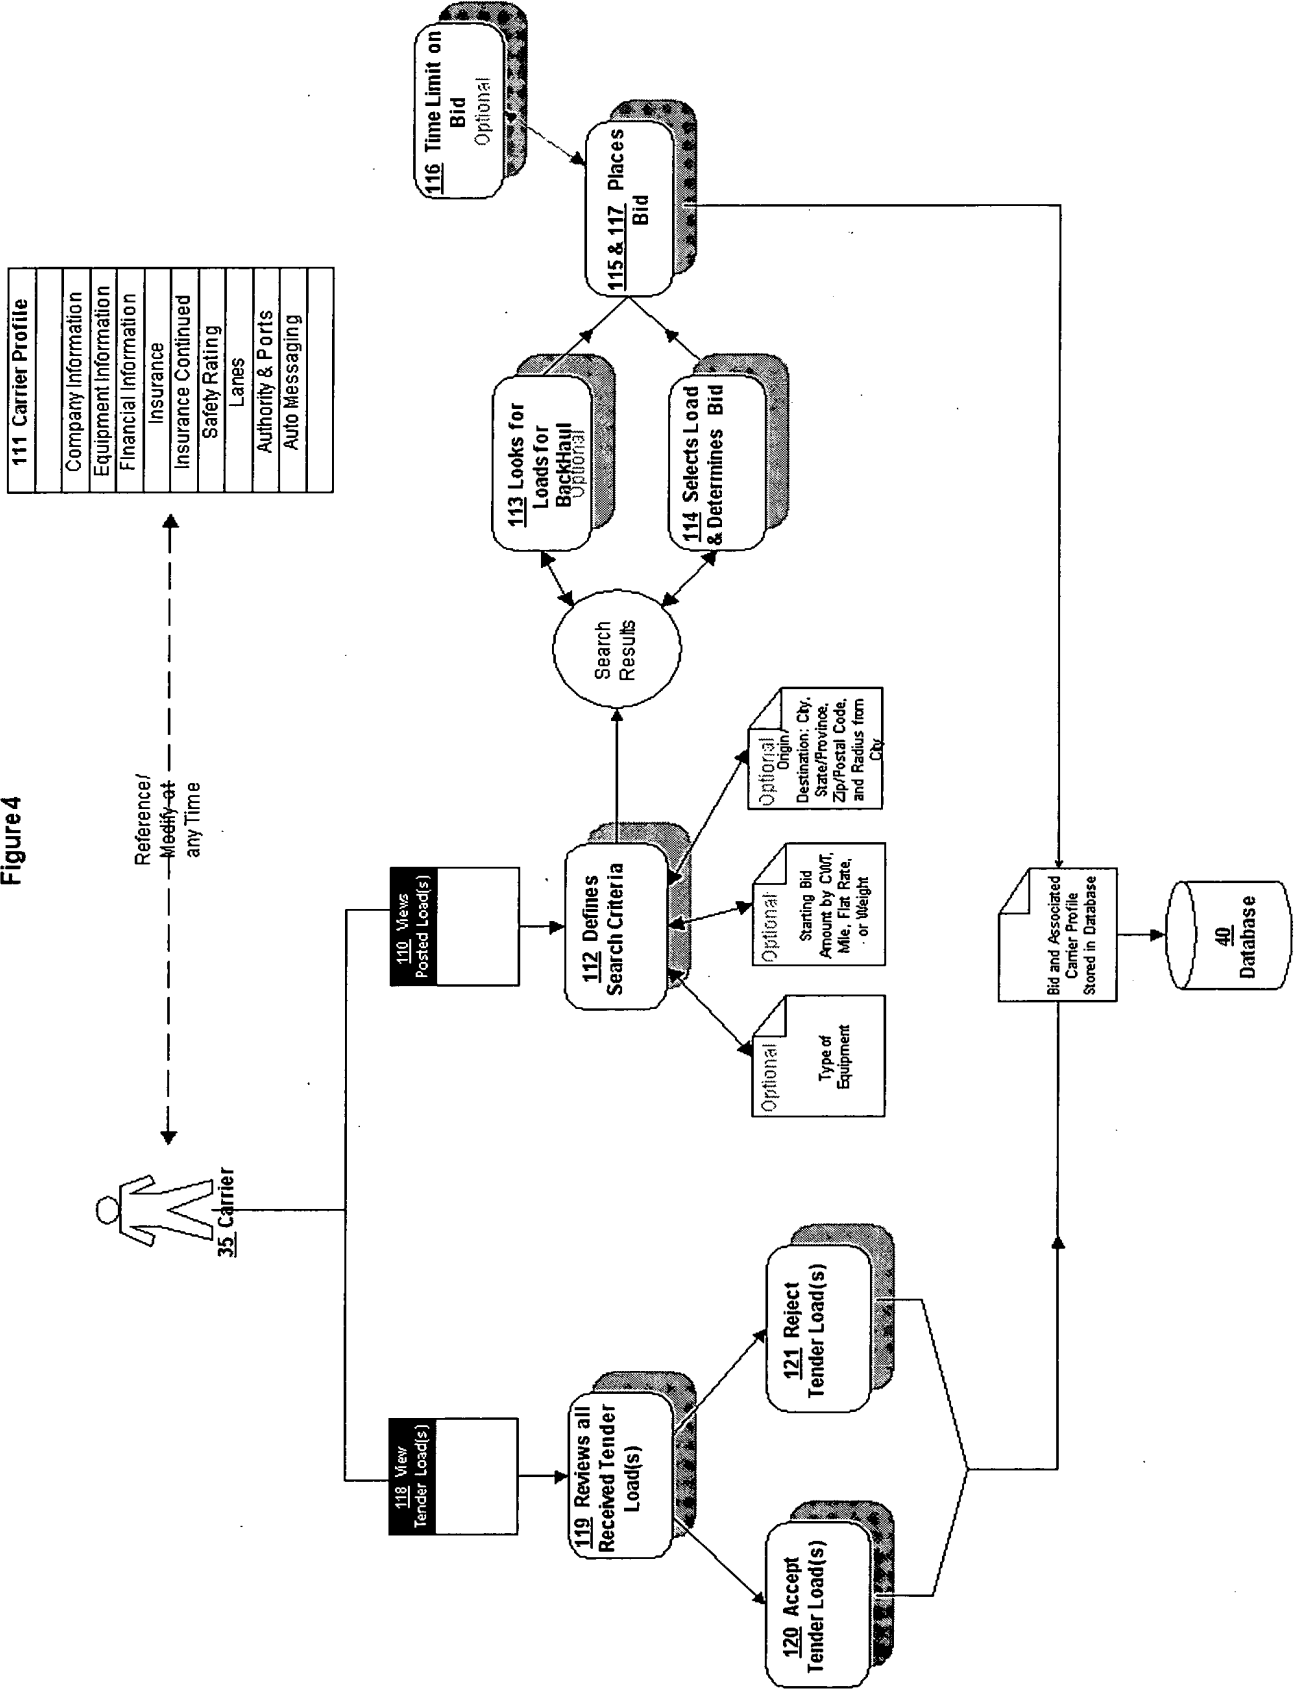 Figure 4
35 Carrier
Reference/
Modify at
any Time
111 Carrier Profile
Company Information
Equipment Information
Financial Information
Insurance
Insurance Continued
Safety Rating
Lanes
Authority & Ports
Auto Messaging
118 View
Tender Load(s)
110 Views
Posted Load(s)
119 Reviews all
Received Tender
Load(s)
120 Accept
Tender Load(s)
121 Reject
Tender Load(s)
112 Defines
Search Criteria
Optional
Type of
Equipment
Optional
Starting Bid
Amount by CWT,
Mile, Flat Rate,
or Weight
Optional
Origin/
Destination: City,
State/Province,
Zip/Postal Code,
and Radius from
City
Search
Results
113 Looks for
Loads for
BackHaul
Optional
114 Selects Load
& Determines Bid
116 Time Limit on
Bid
Optional
115 & 117 Places
Bid
Bid and Associated
Carrier Profile
Stored in Database
40
Database